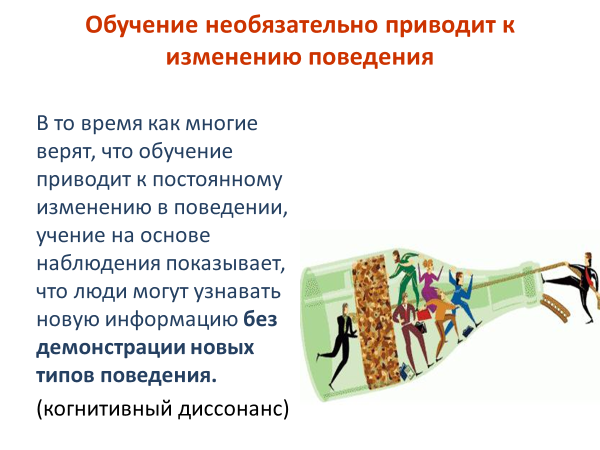 Обучение необязательно приводит к
изменению поведения
В то время как многие
верят, что обучение
приводит к постоянному
изменению в поведении,
учение на основе
наблюдения показывает,
что люди могут узнавать
новую информацию без
демонстрации новых
типов поведения.
(когнитивный диссонанс)